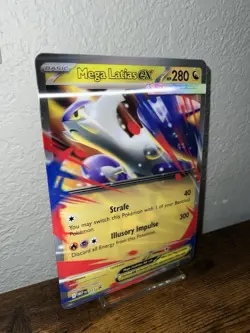 BASIC
Mega Latias ex 280
Strafe 40
You may switch this Pokémon with 1 of your Benched
Pokémon.
Illusory Impulse 300
Discard all Energy from this Pokémon.